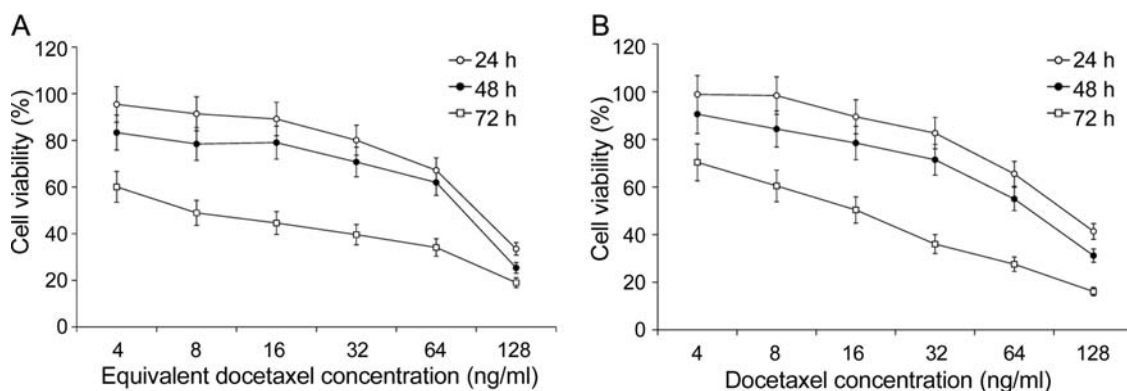 A
120
100
80
60
40
20
0
Cell viability (%)
24 h
48 h
72 h
4 8 16 32 64 128
Equivalent docetaxel concentration (ng/ml)
B
120
100
80
60
40
20
0
Cell viability (%)
24 h
48 h
72 h
4 8 16 32 64 128
Docetaxel concentration (ng/ml)